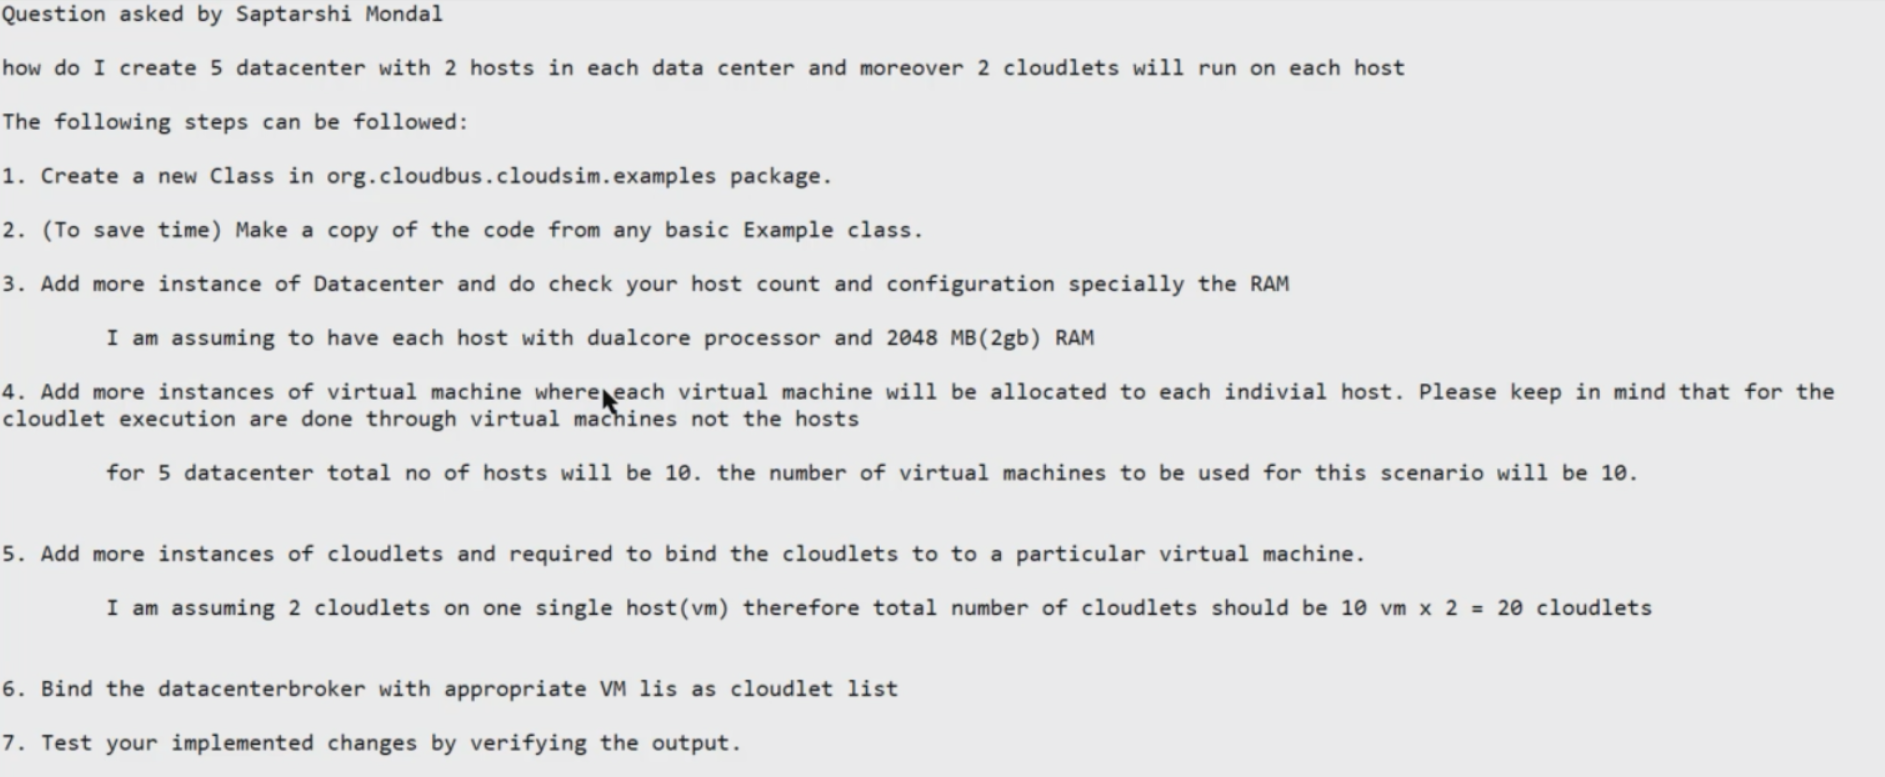 Question asked by Saptarshi Mondal
how do I create 5 datacenter with 2 hosts in each data center and moreover 2 cloudlets will run on each host
The following steps can be followed:
1. Create a new Class in org.cloudbus.cloudsim.examples package.
2. (To save time) Make a copy of the code from any basic Example class.
3. Add more instance of Datacenter and do check your host count and configuration specially the RAM
I am assuming to have each host with dualcore processor and 2048 MB(2gb) RAM
4. Add more instances of virtual machine where each virtual machine will be allocated to each indivial host. Please keep in mind that for the
cloudlet execution are done through virtual machines not the hosts
for 5 datacenter total no of hosts will be 10. the number of virtual machines to be used for this scenario will be 10.
5. Add more instances of cloudlets and required to bind the cloudlets to to a particular virtual machine.
I am assuming 2 cloudlets on one single host(vm) therefore total number of cloudlets should be 10 vm x 2 = 20 cloudlets
6. Bind the datacenterbroker with appropriate VM lis as cloudlet list
7. Test your implemented changes by verifying the output.